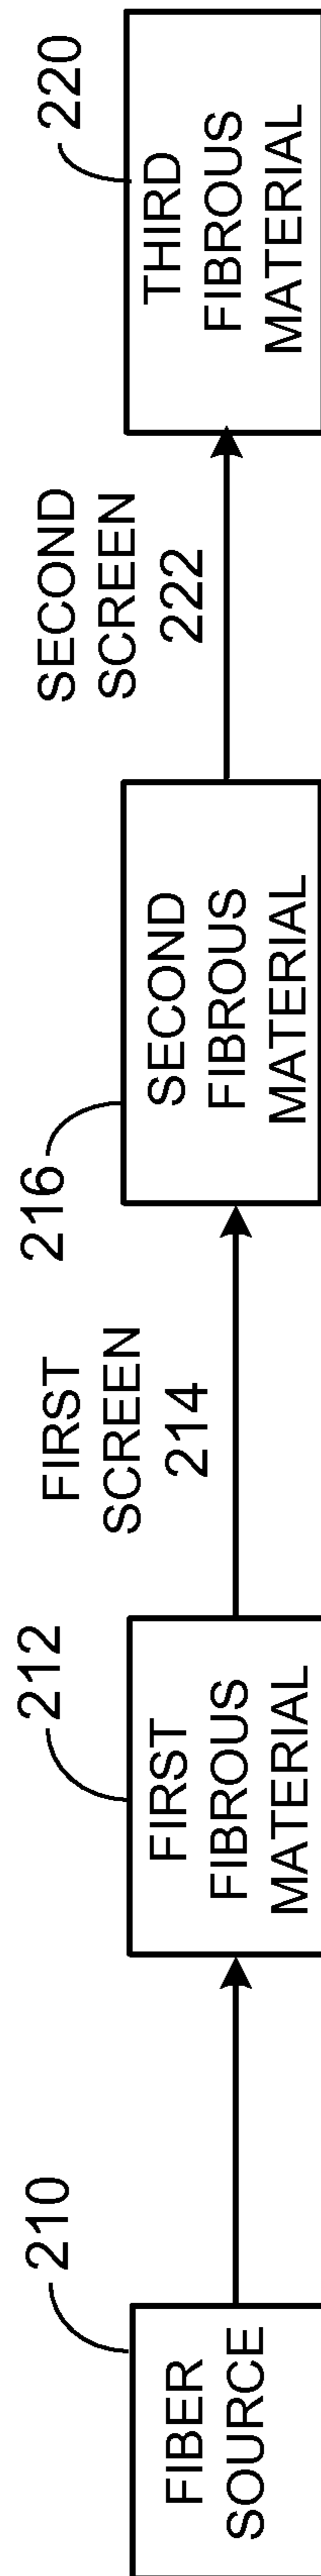 210
FIBER
SOURCE
212
FIRST
FIBROUS
MATERIAL
FIRST
SCREEN
214
216
SECOND
FIBROUS
MATERIAL
SECOND
SCREEN
222
220
THIRD
FIBROUS
MATERIAL